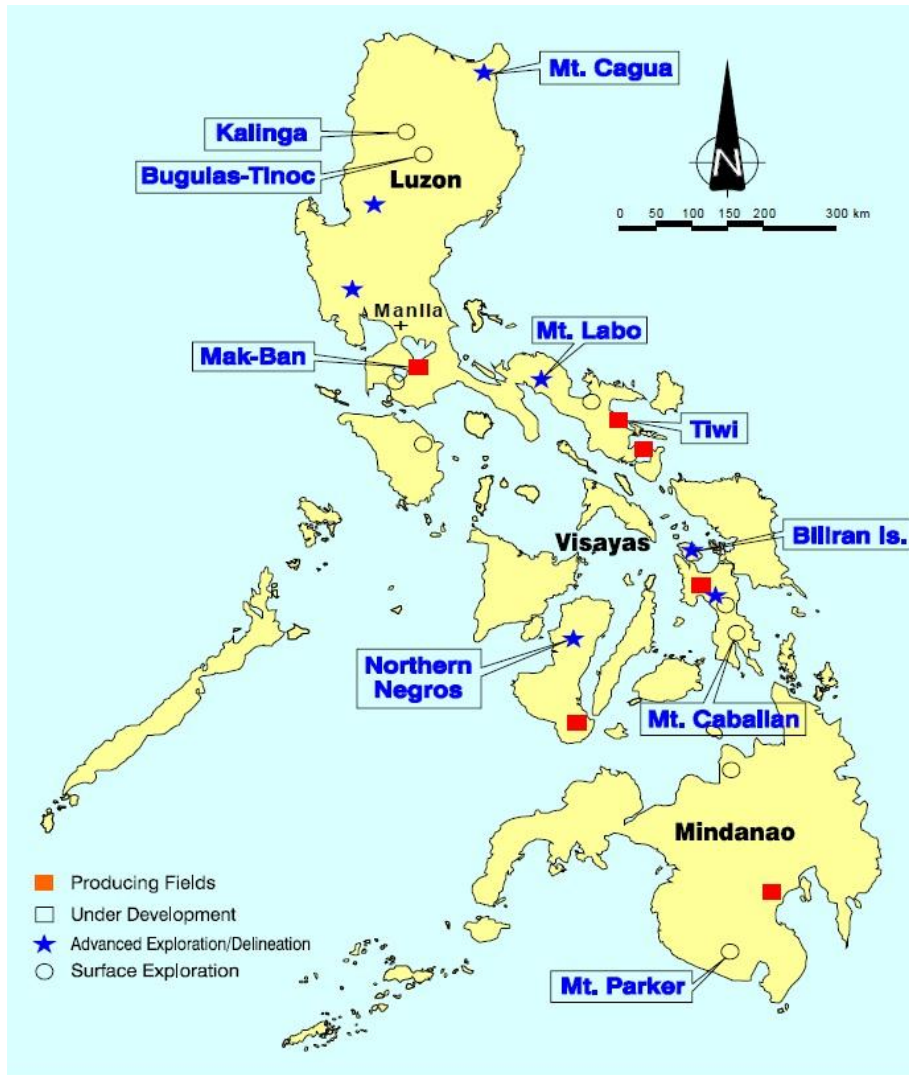 Mt. Cagua
Kalinga
Buguias-Tinoc
Luzon
N
0 50 100 150 200 300 km
Manila
Mt. Labo
Mak-Ban
Tiwi
Biliran Is.
Visayas
Northern
Negros
Mt. Caballan
Mindanao
Producing Fields
Under Development
Advanced Exploration/Delineation
Surface Exploration
Mt. Parker